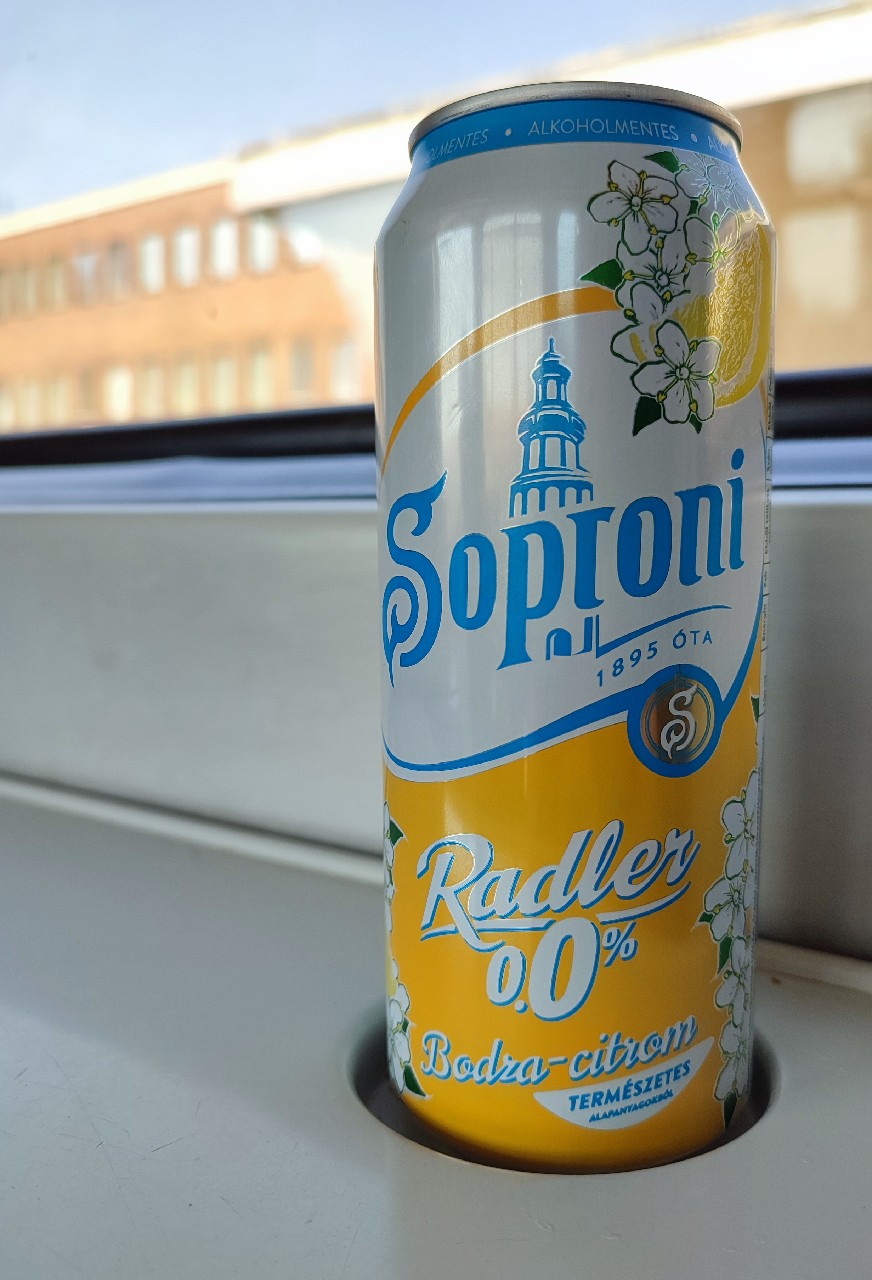 ALKOHOLMENTES
Soproni
1895 ÓTA
S
Radler
0.0%
Bodza-citrom
TERMÉSZETES
ALAPANYAGOKBÓL